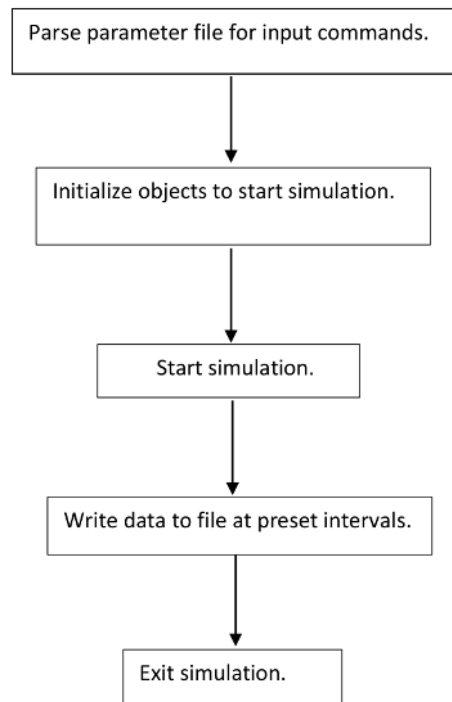 Parse parameter file for input commands.
Initialize objects to start simulation.
Start simulation.
Write data to file at preset intervals.
Exit simulation.